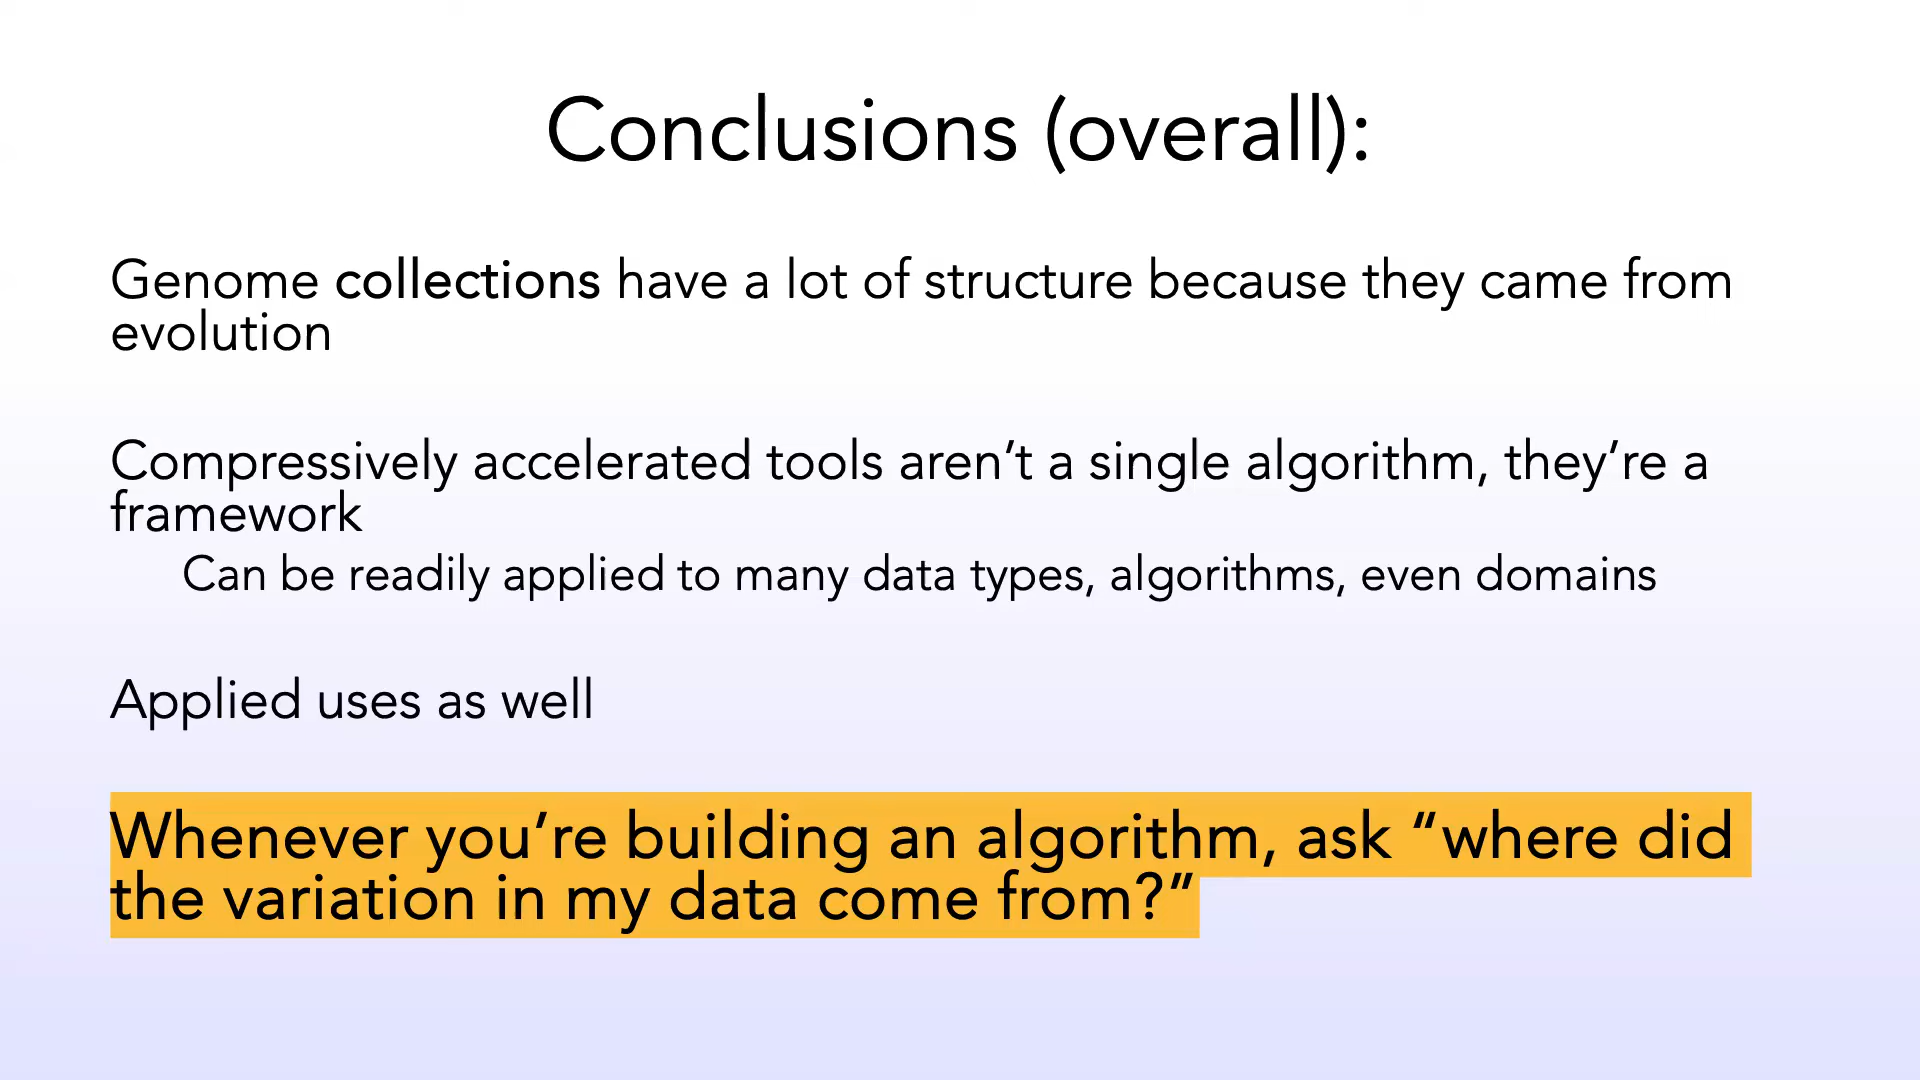 Conclusions (overall):
Genome collections have a lot of structure because they came from
evolution
Compressively accelerated tools aren’t a single algorithm, they’re a
framework
Can be readily applied to many data types, algorithms, even domains
Applied uses as well
Whenever you’re building an algorithm, ask “where did
the variation in my data come from?”